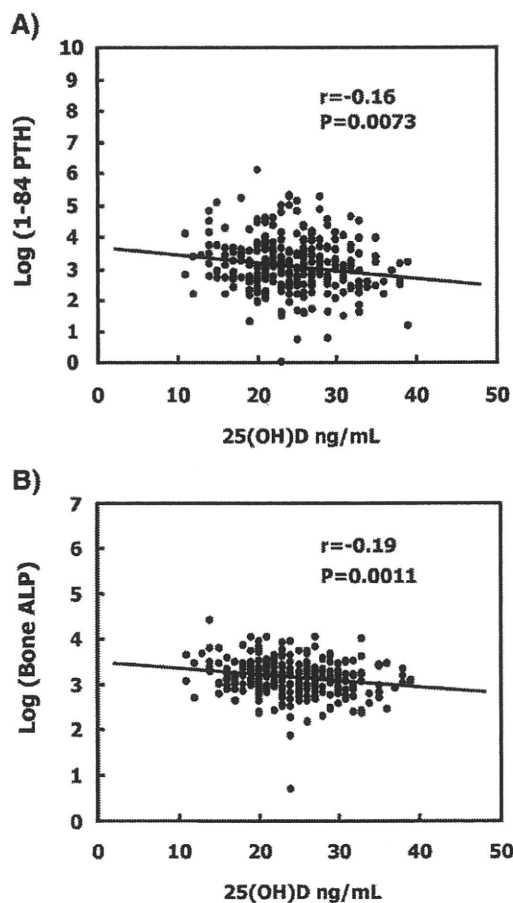 A)
10
9
8
7
6
5
4
3
2
1
0
Log (1-84 PTH)
r=-0.16
P=0.0073
0 10 20 30 40 50
25(OH)D ng/mL
B)
7
6
5
4
3
2
1
0
Log (Bone ALP)
r=-0.19
P=0.0011
0 10 20 30 40 50
25(OH)D ng/mL